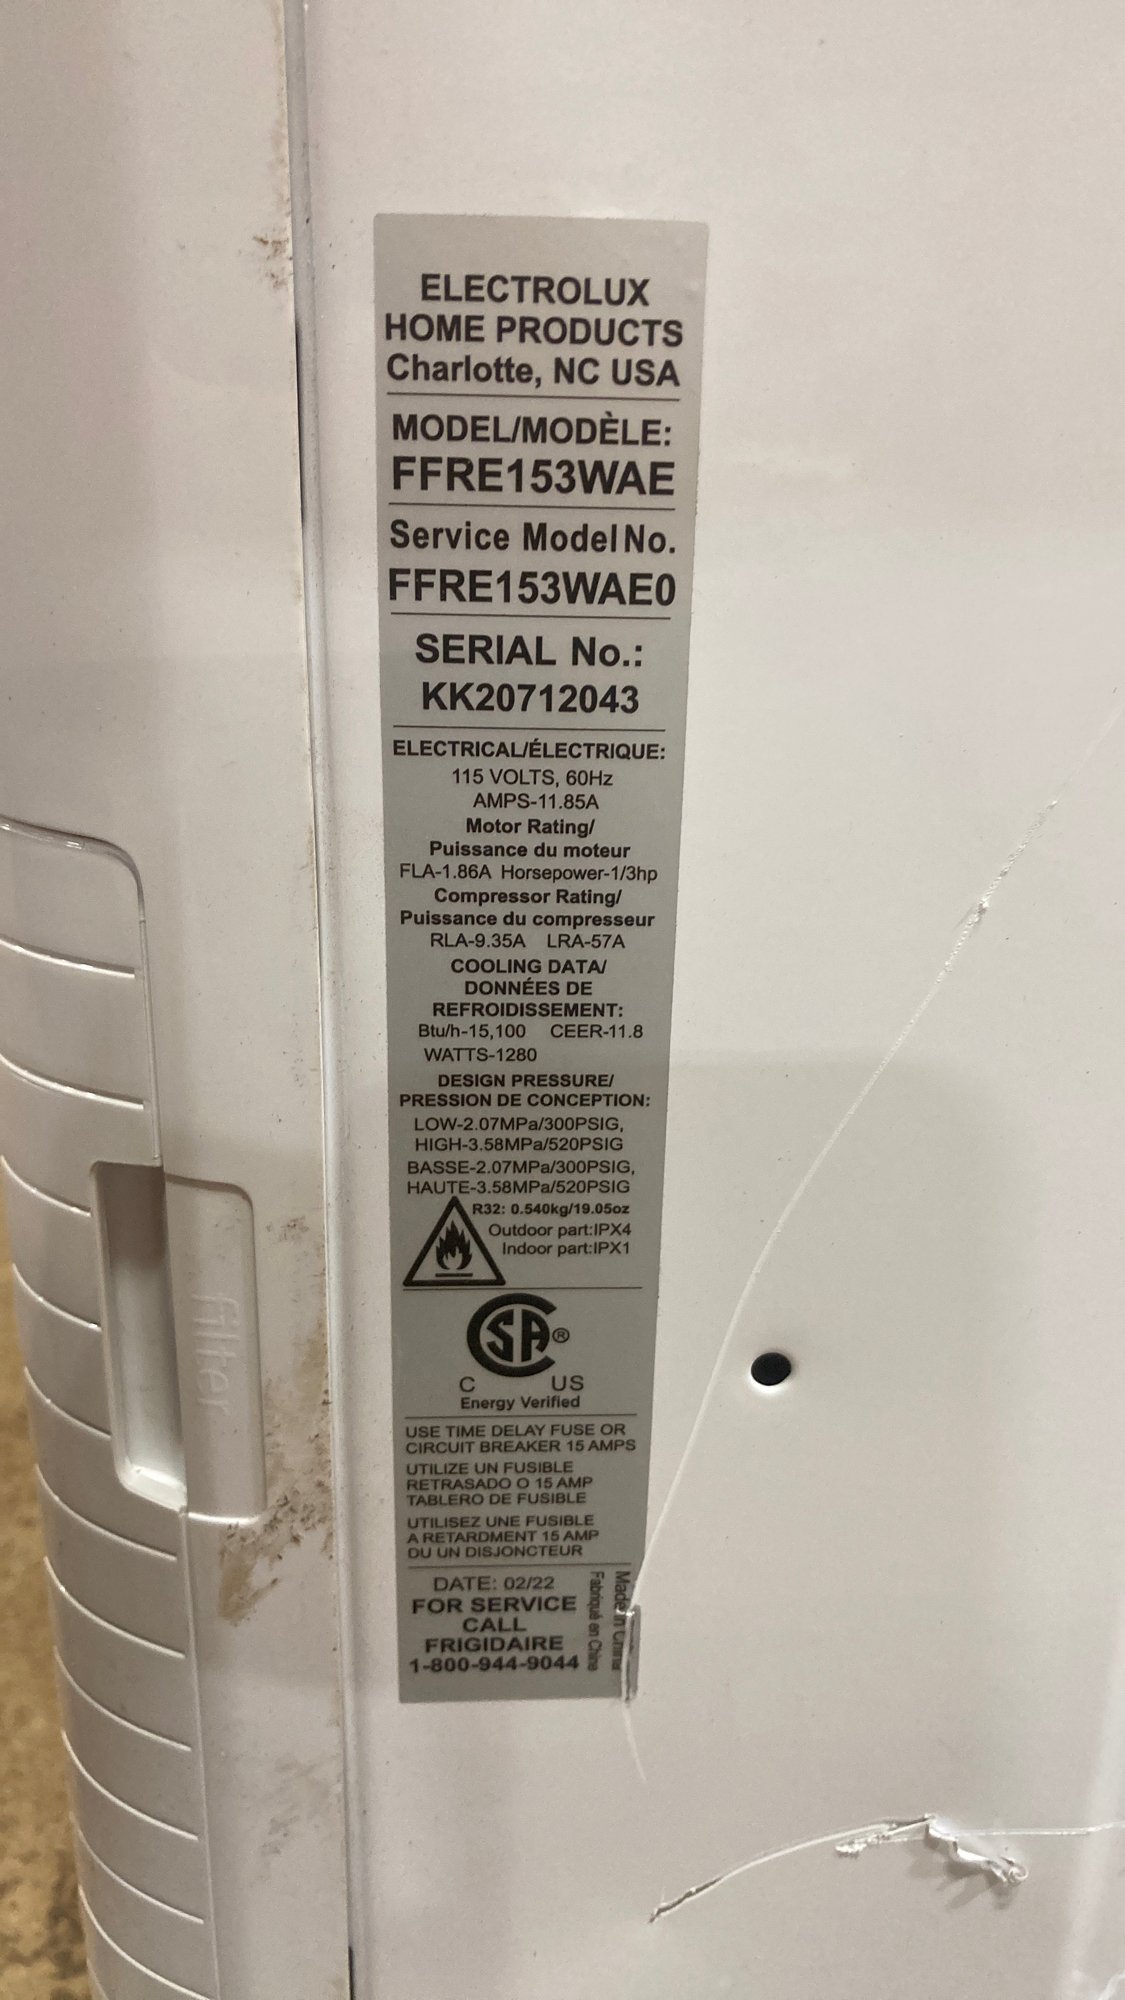 ELECTROLUX
HOME PRODUCTS
Charlotte, NC USA
MODEL/MODÈLE:
FFRE153WAE
Service Model No.
FFRE153WAE0
SERIAL No.:
KK20712043
ELECTRICAL/ÉLECTRIQUE:
115 VOLTS, 60Hz
AMPS-11.85A
Motor Rating/
Puissance du moteur
FLA-1.86A Horsepower-1/3hp
Compressor Rating/
Puissance du compresseur
RLA-9.35A LRA-57A
COOLING DATA/
DONNÉES DE
REFROIDISSEMENT:
Btu/h-15,100 CEER-11.8
WATTS-1280
DESIGN PRESSURE/
PRESSION DE CONCEPTION:
LOW-2.07MPa/300PSIG,
HIGH-3.58MPa/520PSIG
BASSE-2.07MPa/300PSIG,
HAUTE-3.58MPa/520PSIG
R32: 0.540kg/19.05oz
Outdoor part:IPX4
Indoor part:IPX1
CSA®
C US
Energy Verified
USE TIME DELAY FUSE OR
CIRCUIT BREAKER 15 AMPS
UTILIZE UN FUSIBLE
RETRASADO O 15 AMP
TABLERO DE FUSIBLE
UTILISEZ UNE FUSIBLE
A RETARDMENT 15 AMP
OU UN DISJONCTEUR
DATE: 02/22
FOR SERVICE
CALL
FRIGIDAIRE
1-800-944-9044
Made in China
Fabriqué en Chine
filter